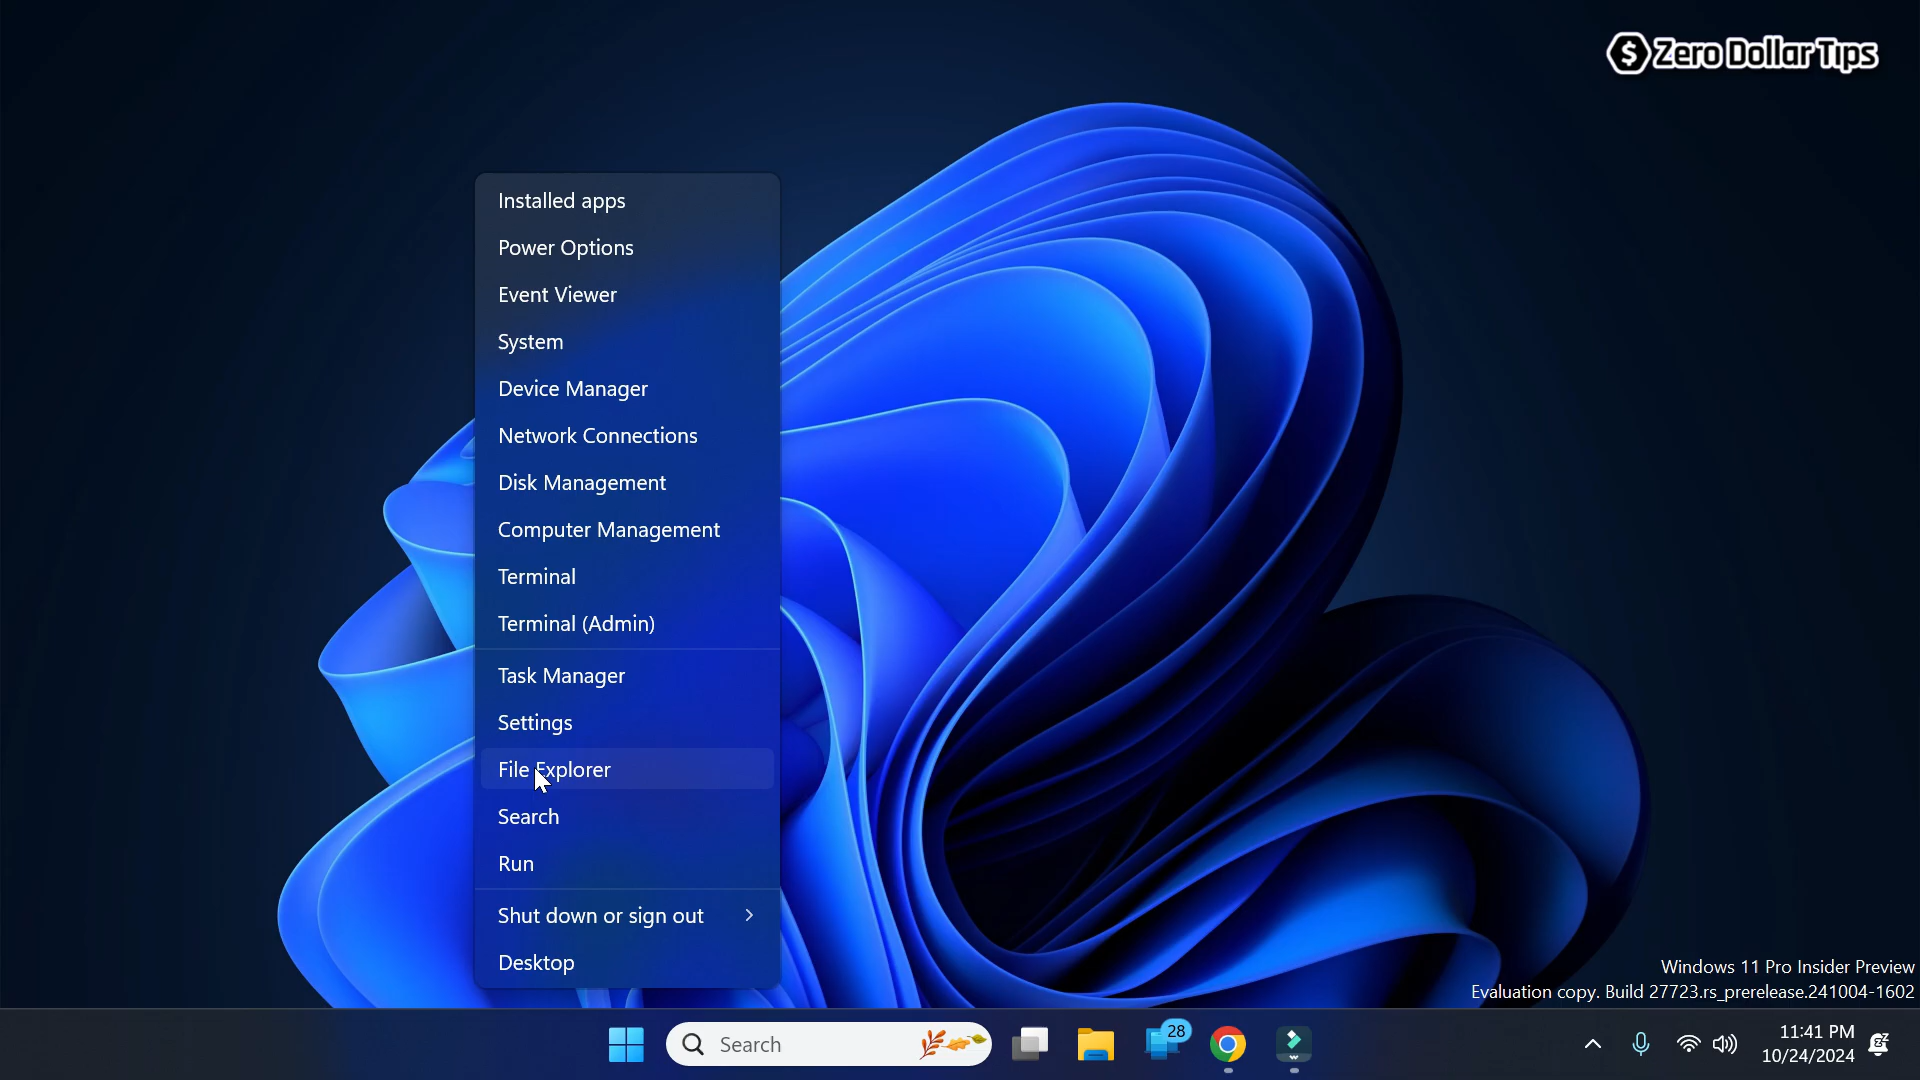 Zero Dollar Tips
Installed apps
Power Options
Event Viewer
System
Device Manager
Network Connections
Disk Management
Computer Management
Terminal
Terminal (Admin)
Task Manager
Settings
File Explorer
Search
Run
Shut down or sign out
Desktop
Windows 11 Pro Insider Preview
Evaluation copy. Build 27723.rs_prerelease.241004-1602
Search
28
11:41 PM
10/24/2024